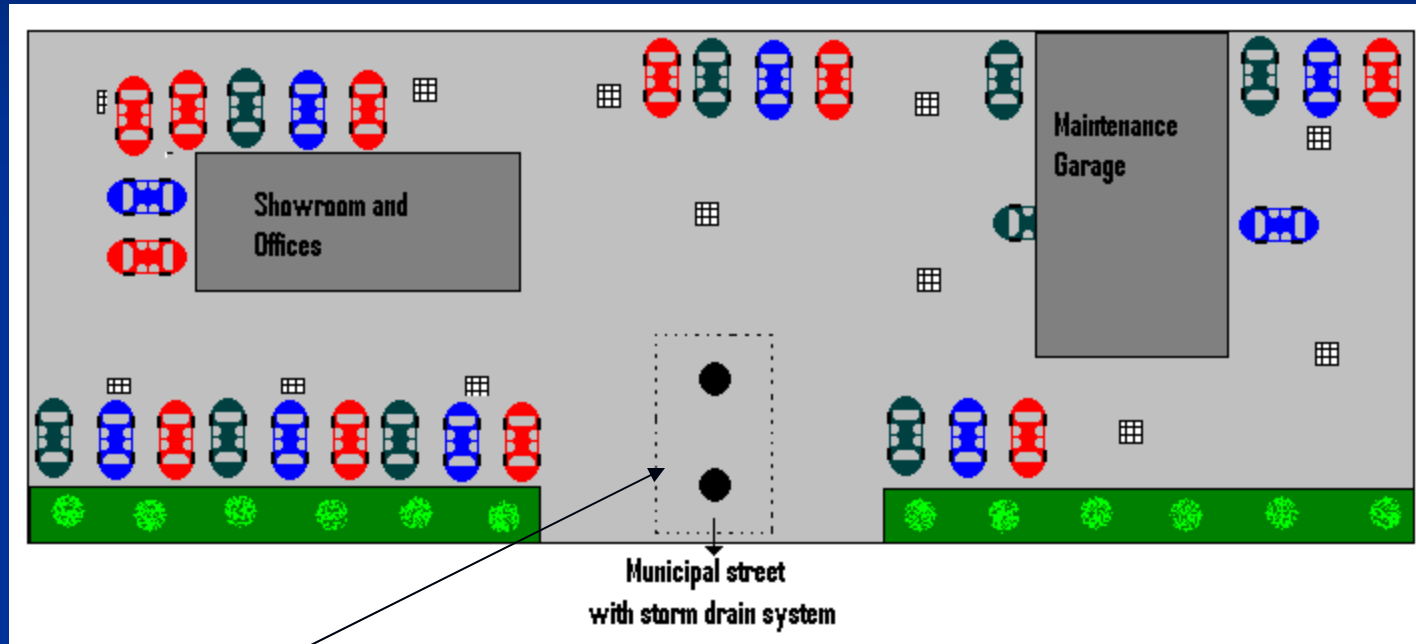 Showroom and
Offices
Maintenance
Garage
Municipal street
with storm drain system